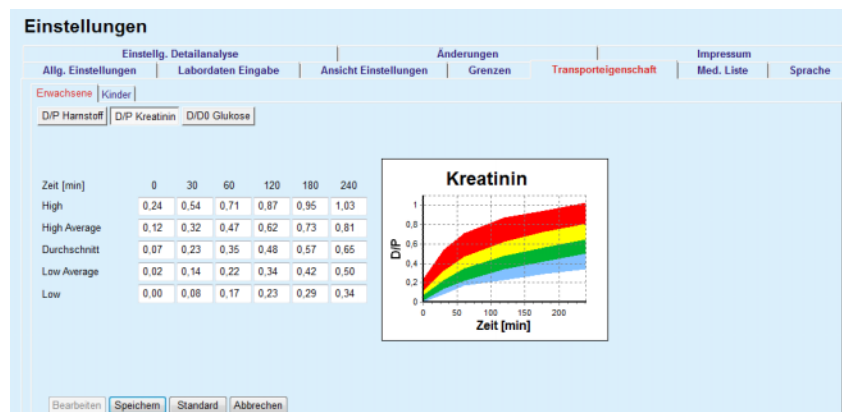 Einstellungen
Einstellg. Detailanalyse | Änderungen | Impressum
Allg. Einstellungen | Labordaten Eingabe | Ansicht Einstellungen | Grenzen | Transporteigenschaft | Med. Liste | Sprache
Erwachsene | Kinder
D/P Harnstoff D/P Kreatinin D/D0 Glukose
Zeit [min] 0 30 60 120 180 240
High 0,24 0,54 0,71 0,87 0,95 1,03
High Average 0,12 0,32 0,47 0,62 0,73 0,81
Durchschnitt 0,07 0,23 0,35 0,48 0,57 0,65
Low Average 0,02 0,14 0,22 0,34 0,42 0,50
Low 0,00 0,08 0,17 0,23 0,29 0,34
Kreatinin
D/P
1
0,8
0,6
0,4
0,2
0
0 50 100 150 200
Zeit [min]
Bearbeiten Speichern Standard Abbrechen